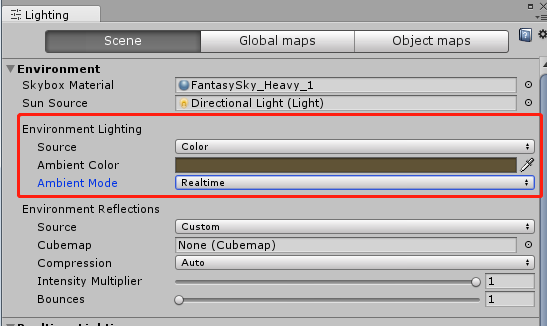 Lighting
Scene Global maps Object maps
Environment
Skybox Material FantasySky_Heavy_1
Sun Source Directional Light (Light)
Environment Lighting
Source Color
Ambient Color
Ambient Mode Realtime
Environment Reflections
Source Custom
Cubemap None (Cubemap)
Compression Auto
Intensity Multiplier 1
Bounces 1